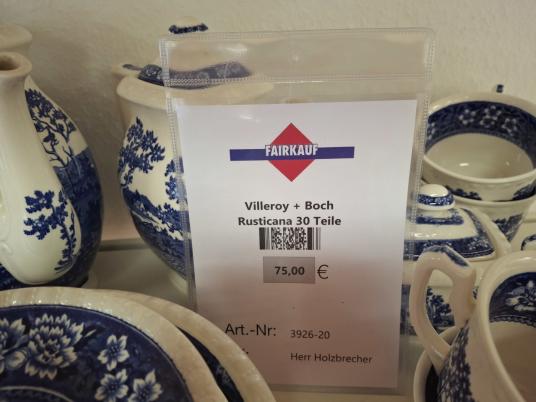 FAIRKAUF
Villeroy + Boch
Rusticana 30 Teile
75,00 €
Art.-Nr: 3926-20
Herr Holzbrecher